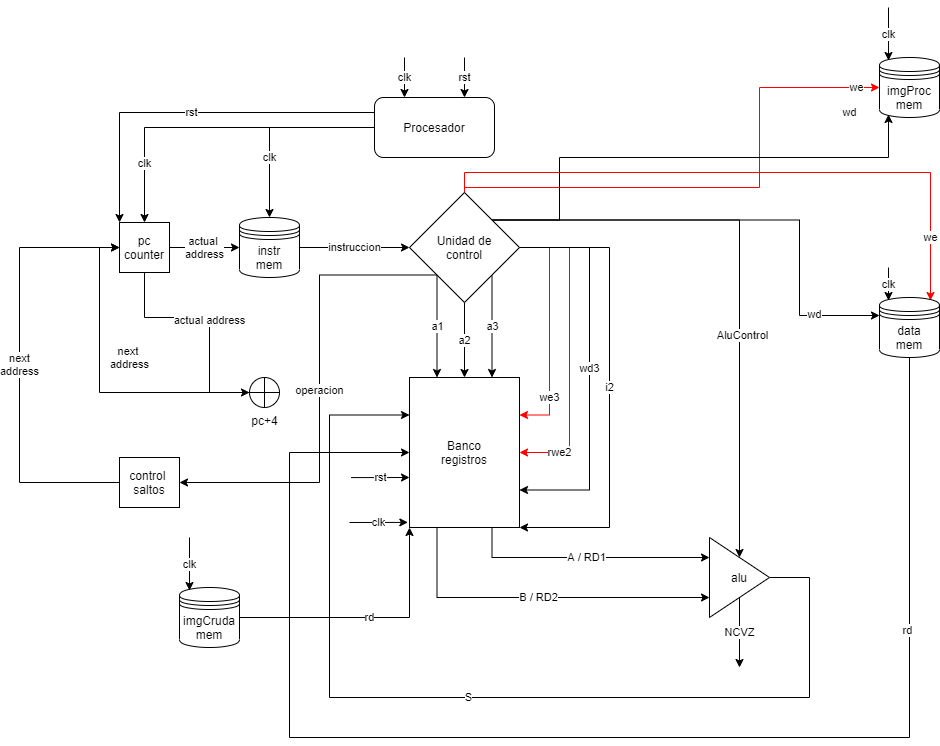 clk
clk
rst
imgProc
mem
we
wd
rst
Procesador
clk
clk
pc
counter
actual
address
instr
mem
instruccion
Unidad de
control
we
clk
wd
data
mem
actual address
a1
a2
a3
AluControl
next
address
next
address
operacion
wd3
i2
we3
pc+4
Banco
registros
rwe2
control
saltos
rst
clk
clk
A / RD1
alu
B / RD2
imgCruda
mem
rd
NCVZ
rd
S